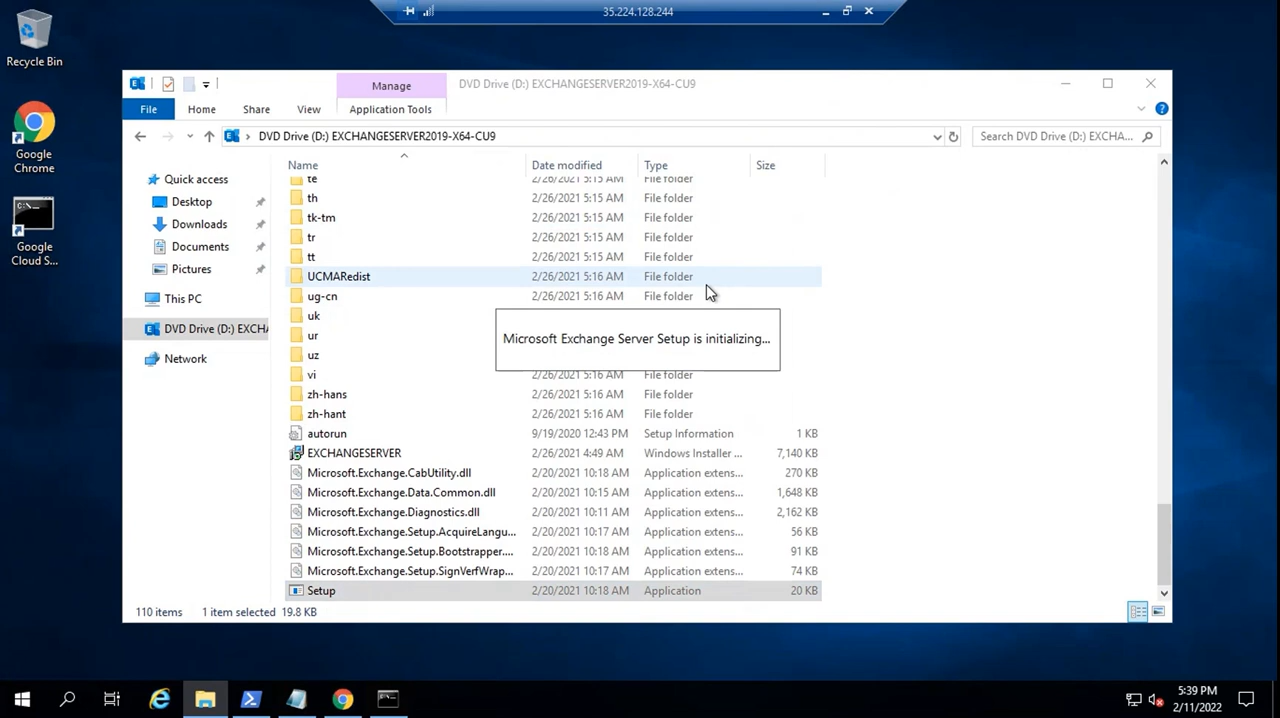 35.224.128.244
Recycle Bin
Google
Chrome
Google
Cloud S...
Manage
DVD Drive (D:) EXCHANGESERVER2019-X64-CU9
File
Home
Share
View
Application Tools
DVD Drive (D:) EXCHANGESERVER2019-X64-CU9
Search DVD Drive (D:) EXCHA...
Quick access
Desktop
Downloads
Documents
Pictures
This PC
DVD Drive (D:) EXCH
Network
Name Date modified Type Size
te 2/26/2021 5:15 AM File folder
th 2/26/2021 5:15 AM File folder
tk-tm 2/26/2021 5:15 AM File folder
tr 2/26/2021 5:15 AM File folder
tt 2/26/2021 5:15 AM File folder
UCMARedist 2/26/2021 5:16 AM File folder
ug-cn 2/26/2021 5:16 AM File folder
uk
ur
uz
vi 2/26/2021 5:16 AM File folder
zh-hans 2/26/2021 5:16 AM File folder
zh-hant 2/26/2021 5:16 AM File folder
autorun 9/19/2020 12:43 PM Setup Information 1 KB
EXCHANGESERVER 2/26/2021 4:49 AM Windows Installer ... 7,140 KB
Microsoft.Exchange.CabUtility.dll 2/20/2021 10:18 AM Application extens... 270 KB
Microsoft.Exchange.Data.Common.dll 2/20/2021 10:15 AM Application extens... 1,648 KB
Microsoft.Exchange.Diagnostics.dll 2/20/2021 10:11 AM Application extens... 2,162 KB
Microsoft.Exchange.Setup.AcquireLangu... 2/20/2021 10:17 AM Application extens... 56 KB
Microsoft.Exchange.Setup.Bootstrapper.... 2/20/2021 10:18 AM Application extens... 91 KB
Microsoft.Exchange.Setup.SignVerfWrap... 2/20/2021 10:17 AM Application extens... 74 KB
Setup 2/20/2021 10:18 AM Application 20 KB
Microsoft Exchange Server Setup is initializing...
110 items 1 item selected 19.8 KB
5:39 PM
2/11/2022